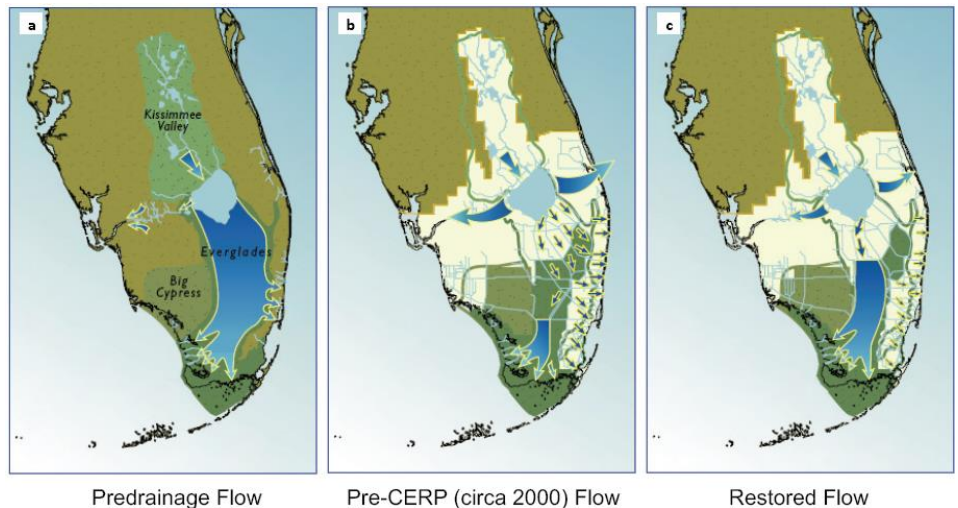 a
Kissimmee
Valley
Everglades
Big
Cypress
b
c
Predrainage Flow
Pre-CERP (circa 2000) Flow
Restored Flow